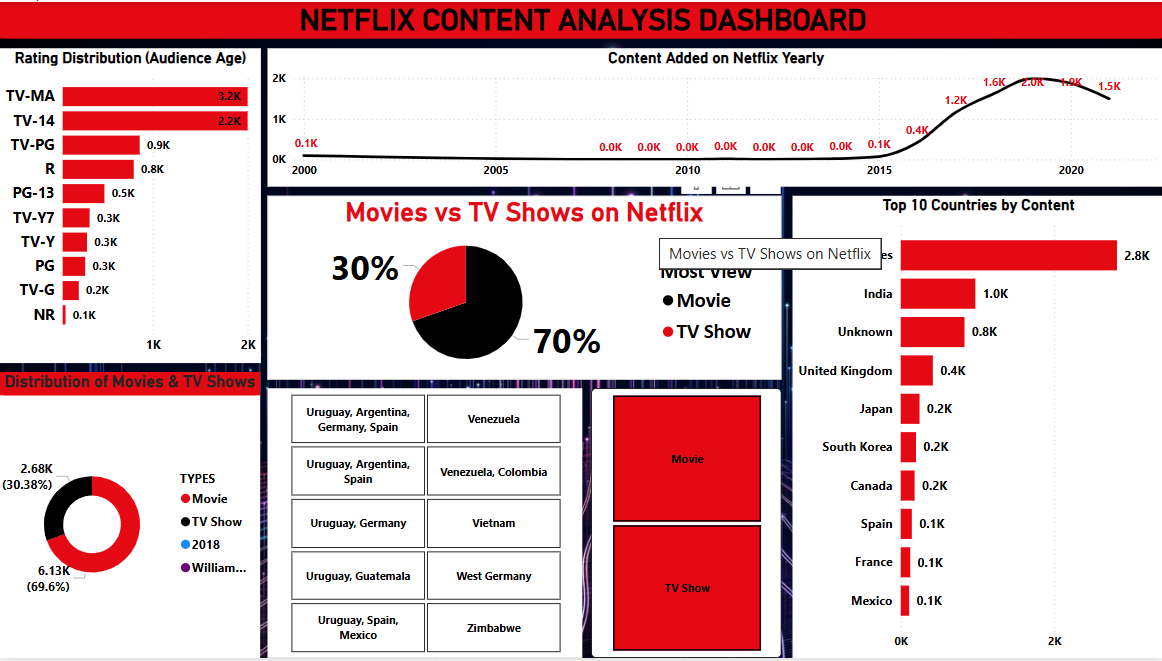 NETFLIX CONTENT ANALYSIS DASHBOARD
Rating Distribution (Audience Age)
TV-MA 3.2K
TV-14 2.2K
TV-PG 0.9K
R 0.8K
PG-13 0.5K
TV-Y7 0.3K
TV-Y 0.3K
PG 0.3K
TV-G 0.2K
NR 0.1K
1K 2K
Content Added on Netflix Yearly
2K
1K
0K
0.1K 0.0K 0.0K 0.0K 0.0K 0.0K 0.0K 0.0K 0.1K 0.4K 1.2K 1.6K 2.0K 1.9K 1.5K
2000 2005 2010 2015 2020
Movies vs TV Shows on Netflix
30%
70%
Movies vs TV Shows on Netflix
Most View
Movie
TV Show
Top 10 Countries by Content
es 2.8K
India 1.0K
Unknown 0.8K
United Kingdom 0.4K
Japan 0.2K
South Korea 0.2K
Canada 0.2K
Spain 0.1K
France 0.1K
Mexico 0.1K
0K 2K
Distribution of Movies & TV Shows
2.68K
(30.38%)
6.13K
(69.6%)
TYPES
Movie
TV Show
2018
William...
Uruguay, Argentina,
Germany, Spain
Venezuela
Uruguay, Argentina,
Spain
Venezuela, Colombia
Uruguay, Germany
Vietnam
Uruguay, Guatemala
West Germany
Uruguay, Spain,
Mexico
Zimbabwe
Movie
TV Show